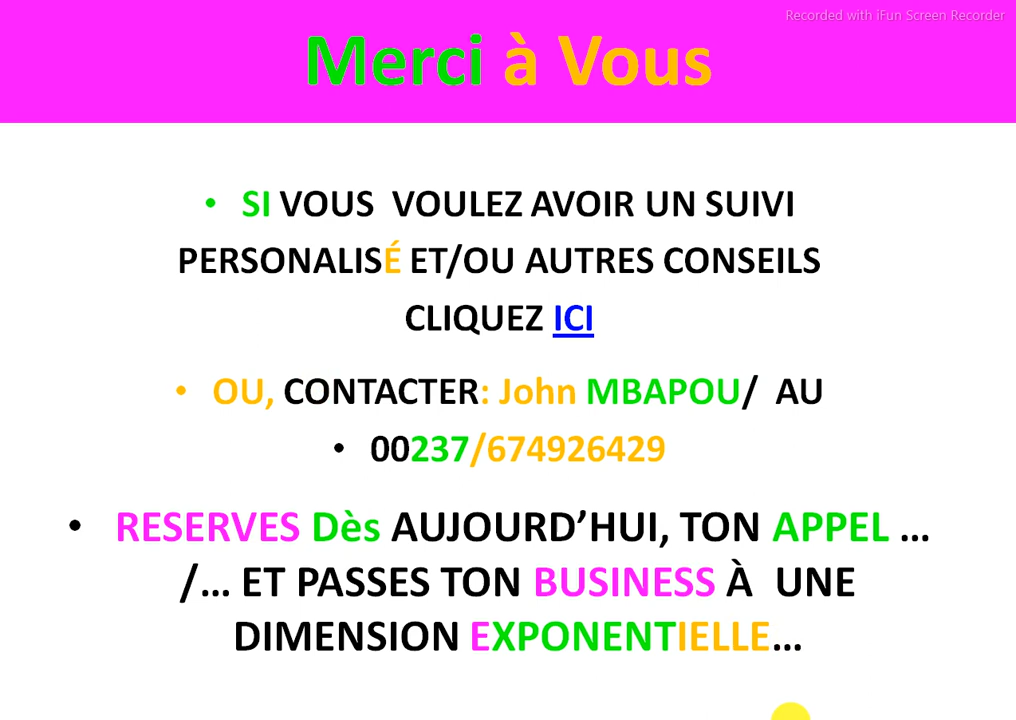 Recorded with iFun Screen Recorder
Merci à Vous
• SI VOUS VOULEZ AVOIR UN SUIVI
PERSONALISÉ ET/OU AUTRES CONSEILS
CLIQUEZ ICI
• OU, CONTACTER: John MBAPOU/ AU
• 00237/674926429
• RESERVES Dès AUJOURD’HUI, TON APPEL …
/… ET PASSES TON BUSINESS À UNE
DIMENSION EXPONENTIELLE…